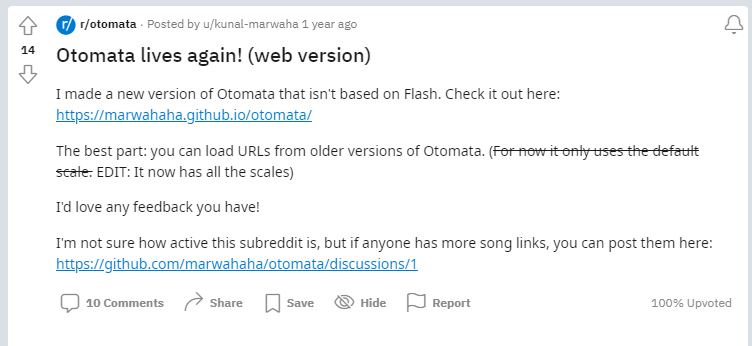 r/otomata · Posted by u/kunal-marwaha 1 year ago
14
Otomata lives again! (web version)
I made a new version of Otomata that isn't based on Flash. Check it out here:
https://marwahaha.github.io/otomata/
The best part: you can load URLs from older versions of Otomata. (For now it only uses the default
scale. EDIT: It now has all the scales)
I'd love any feedback you have!
I'm not sure how active this subreddit is, but if anyone has more song links, you can post them here:
https://github.com/marwahaha/otomata/discussions/1
10 Comments Share Save Hide Report 100% Upvoted